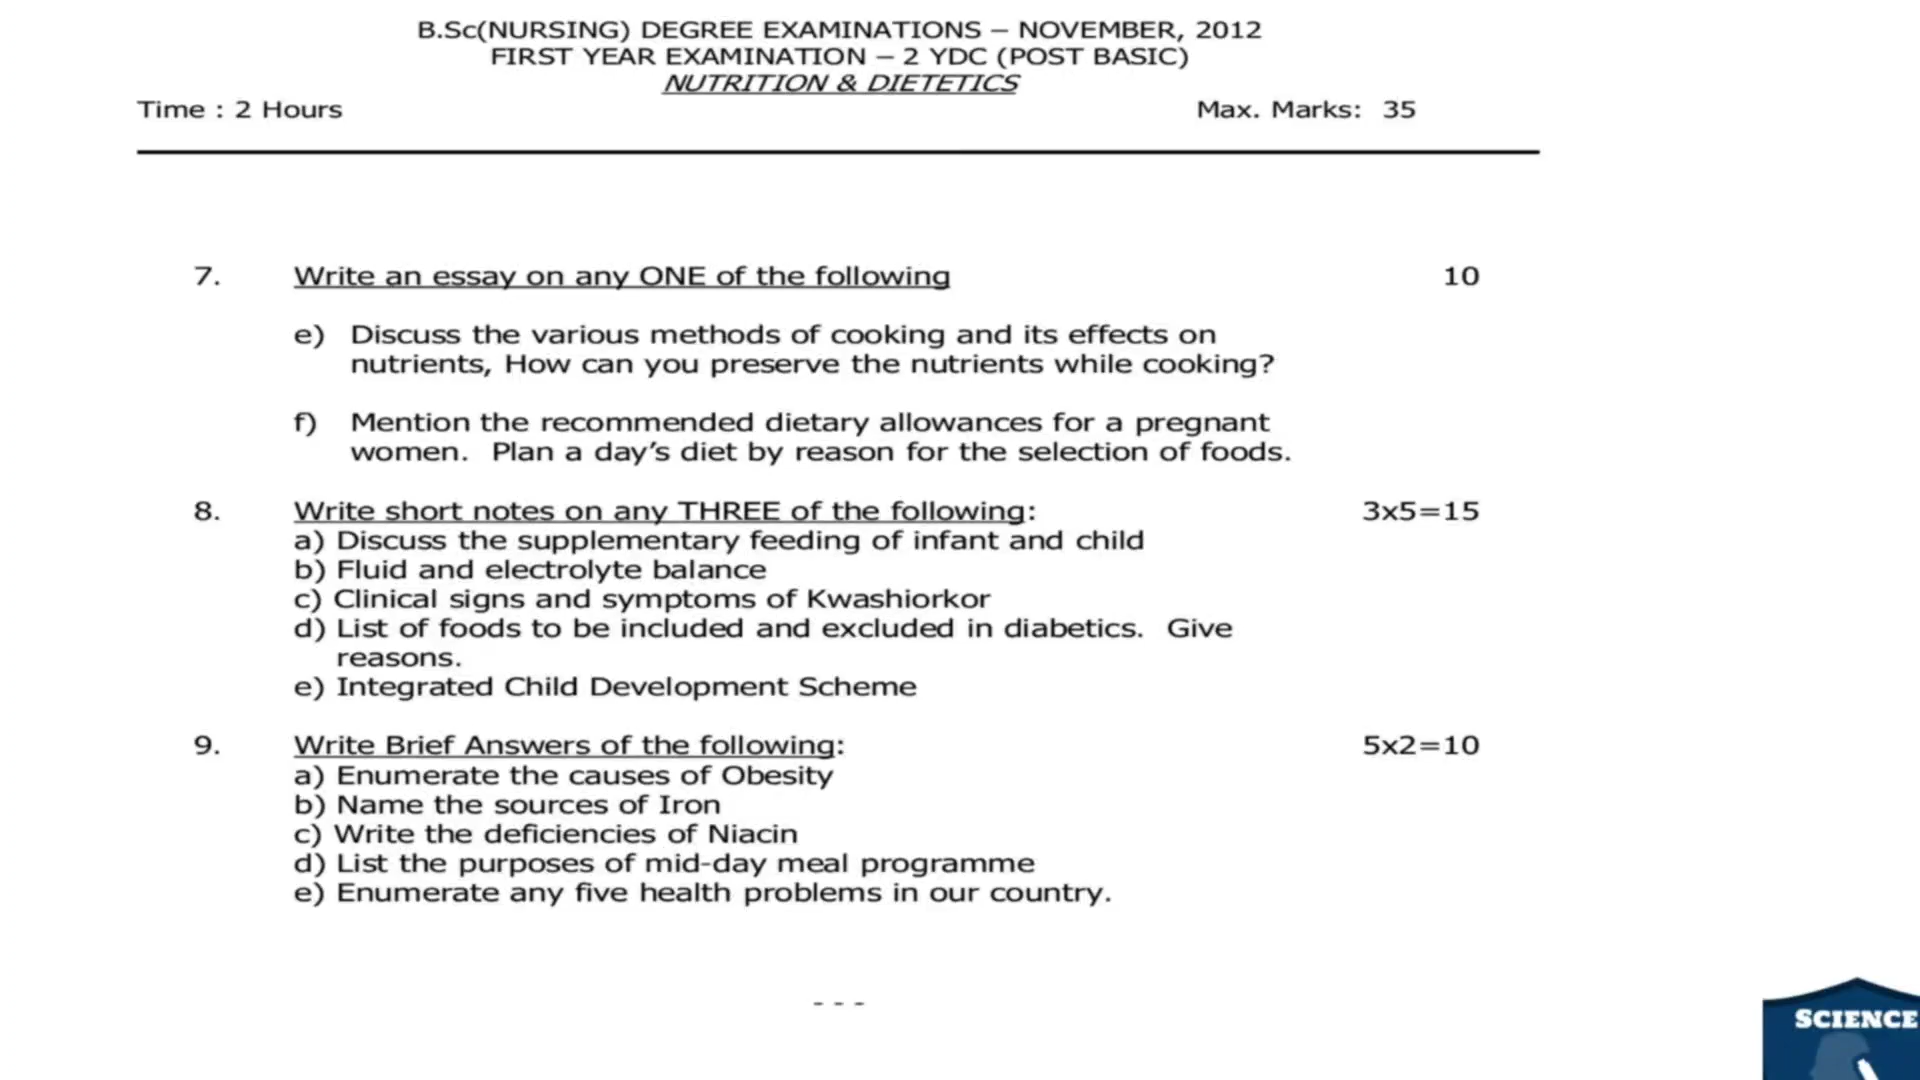 B.Sc(NURSING) DEGREE EXAMINATIONS – NOVEMBER, 2012
FIRST YEAR EXAMINATION – 2 YDC (POST BASIC)
NUTRITION & DIETETICS
Time : 2 Hours Max. Marks: 35
7. Write an essay on any ONE of the following 10
e) Discuss the various methods of cooking and its effects on
nutrients, How can you preserve the nutrients while cooking?
f) Mention the recommended dietary allowances for a pregnant
women. Plan a day’s diet by reason for the selection of foods.
8. Write short notes on any THREE of the following: 3x5=15
a) Discuss the supplementary feeding of infant and child
b) Fluid and electrolyte balance
c) Clinical signs and symptoms of Kwashiorkor
d) List of foods to be included and excluded in diabetics. Give
reasons.
e) Integrated Child Development Scheme
9. Write Brief Answers of the following: 5x2=10
a) Enumerate the causes of Obesity
b) Name the sources of Iron
c) Write the deficiencies of Niacin
d) List the purposes of mid-day meal programme
e) Enumerate any five health problems in our country.
- - -
SCIENCE